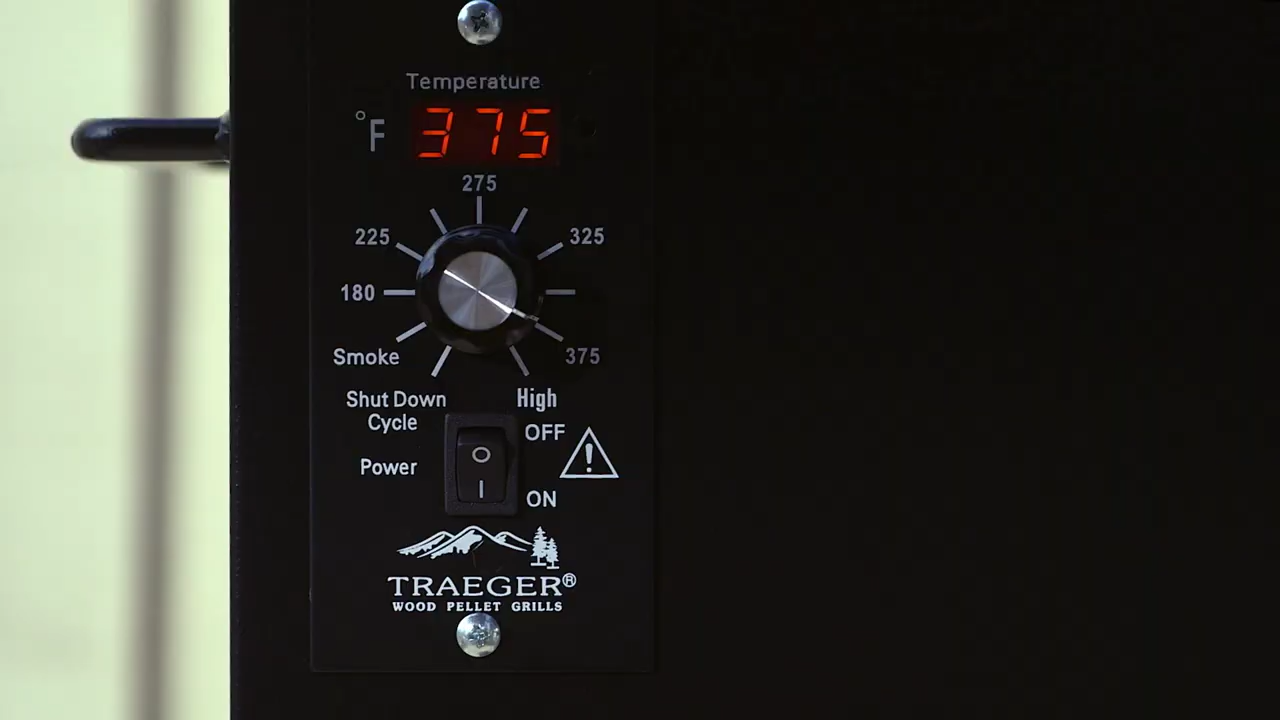 Temperature
°F 375
275
225
325
180
Smoke
375
Shut Down
Cycle
High
OFF
Power
O
I
ON
!
TRAEGER®
WOOD PELLET GRILLS